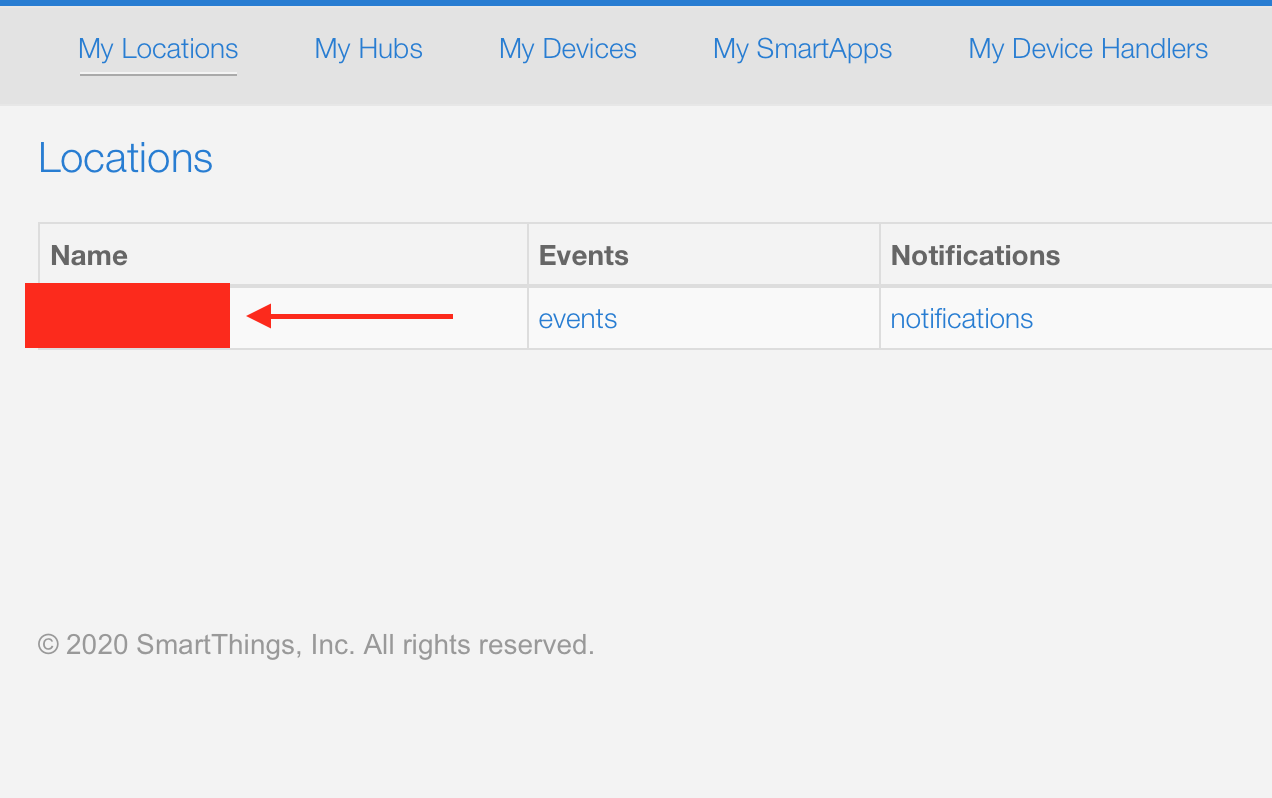 My Locations My Hubs My Devices My SmartApps My Device Handlers
Locations
Name Events Notifications
events notifications
© 2020 SmartThings, Inc. All rights reserved.